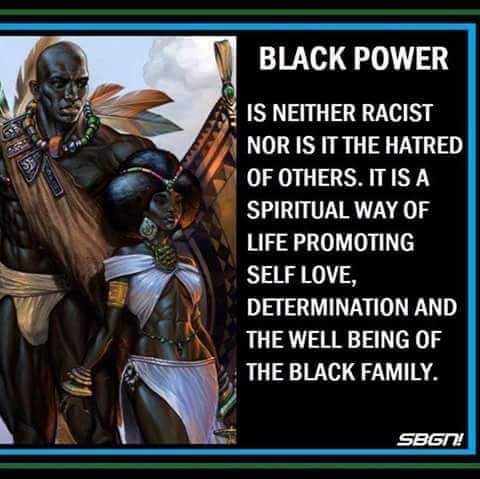 BLACK POWER
IS NEITHER RACIST
NOR IS IT THE HATRED
OF OTHERS. IT IS A
SPIRITUAL WAY OF
LIFE PROMOTING
SELF LOVE,
DETERMINATION AND
THE WELL BEING OF
THE BLACK FAMILY.
SBGN!